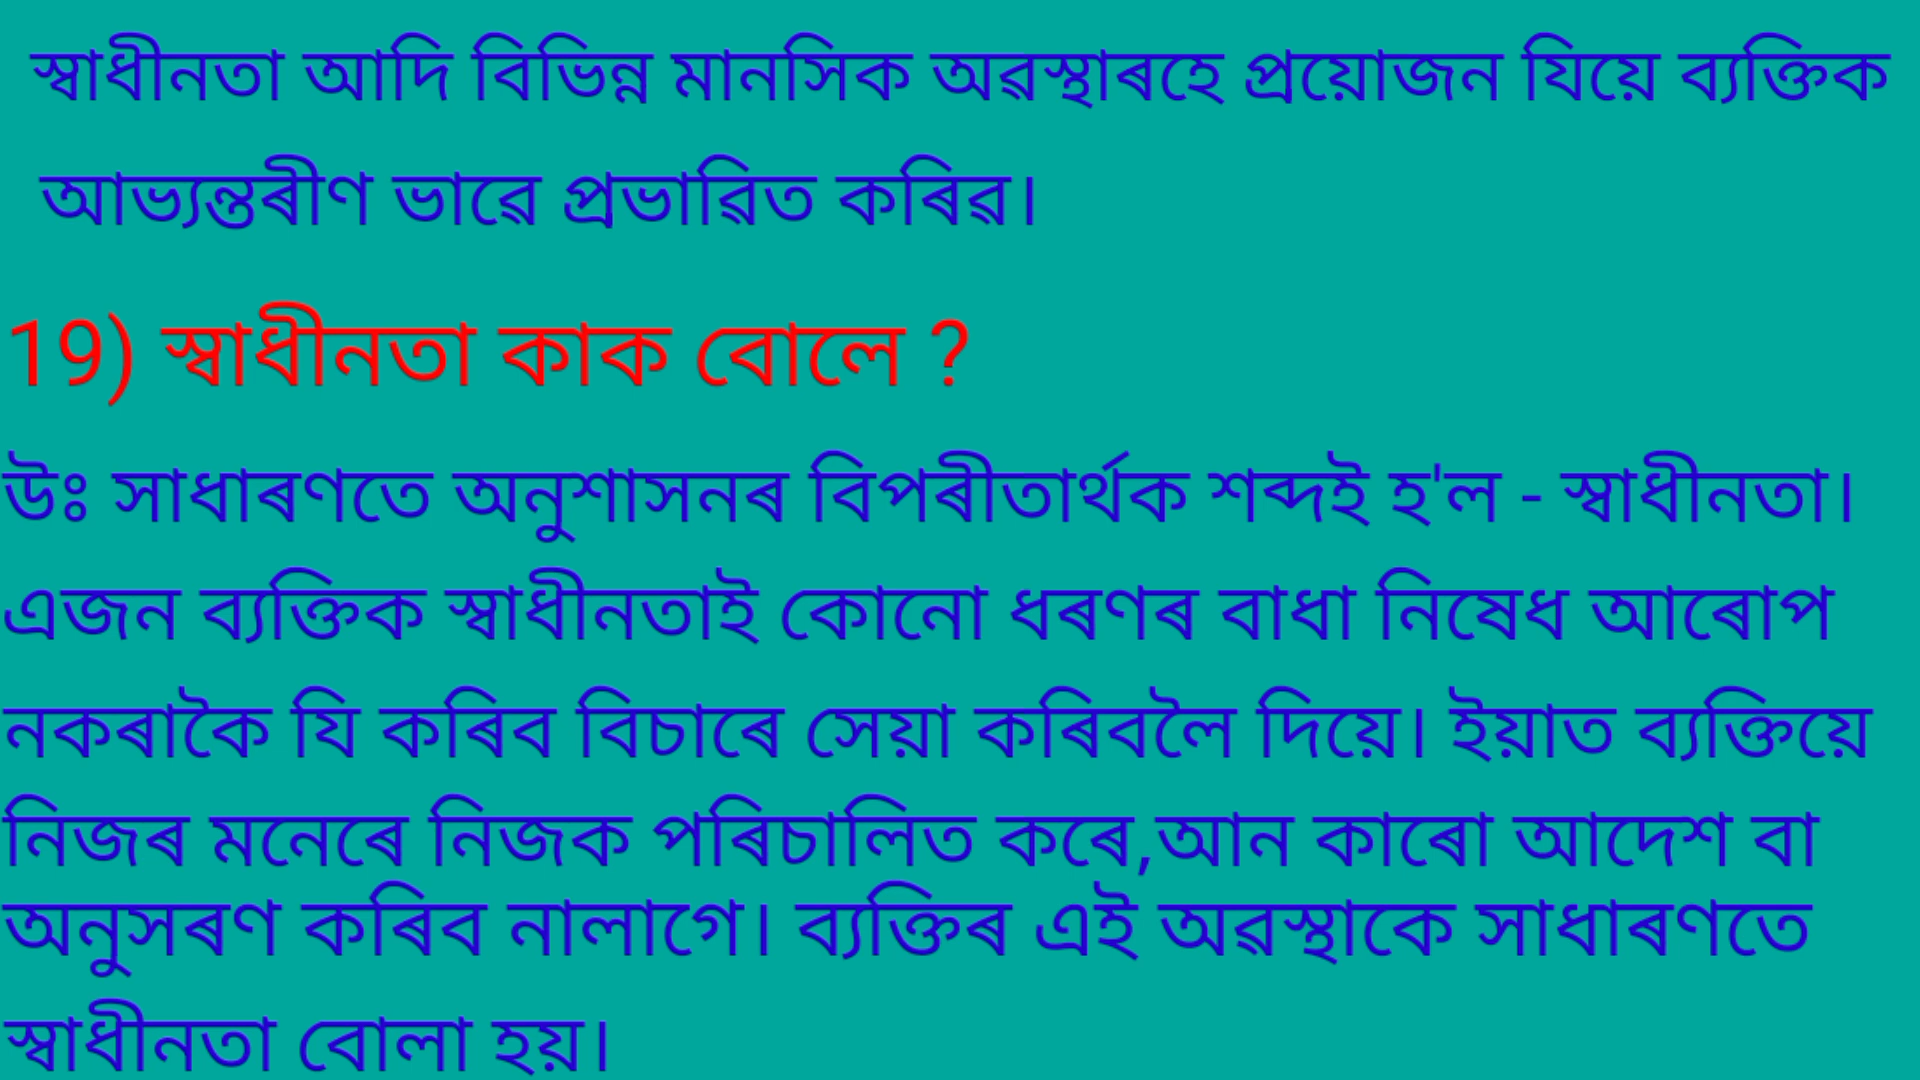 স্বাধীনতা আদি বিভিন্ন মানসিক অৱস্থাৰহে প্ৰয়োজন যিয়ে ব্যক্তিক
আভ্যন্তৰীণ ভাৱে প্ৰভাৱিত কৰিৱ।
19) স্বাধীনতা কাক বোলে ?
উঃ সাধাৰণতে অনুশাসনৰ বিপৰীতাৰ্থক শব্দই হ'ল - স্বাধীনতা।
এজন ব্যক্তিক স্বাধীনতাই কোনো ধৰণৰ বাধা নিষেধ আৰোপ
নকৰাকৈ যি কৰিব বিচাৰে সেয়া কৰিবলৈ দিয়ে। ইয়াত ব্যক্তিয়ে
নিজৰ মনেৰে নিজক পৰিচালিত কৰে,আন কাৰো আদেশ বা
অনুসৰণ কৰিব নালাগে। ব্যক্তিৰ এই অৱস্থাকে সাধাৰণতে
স্বাধীনতা বোলা হয়।